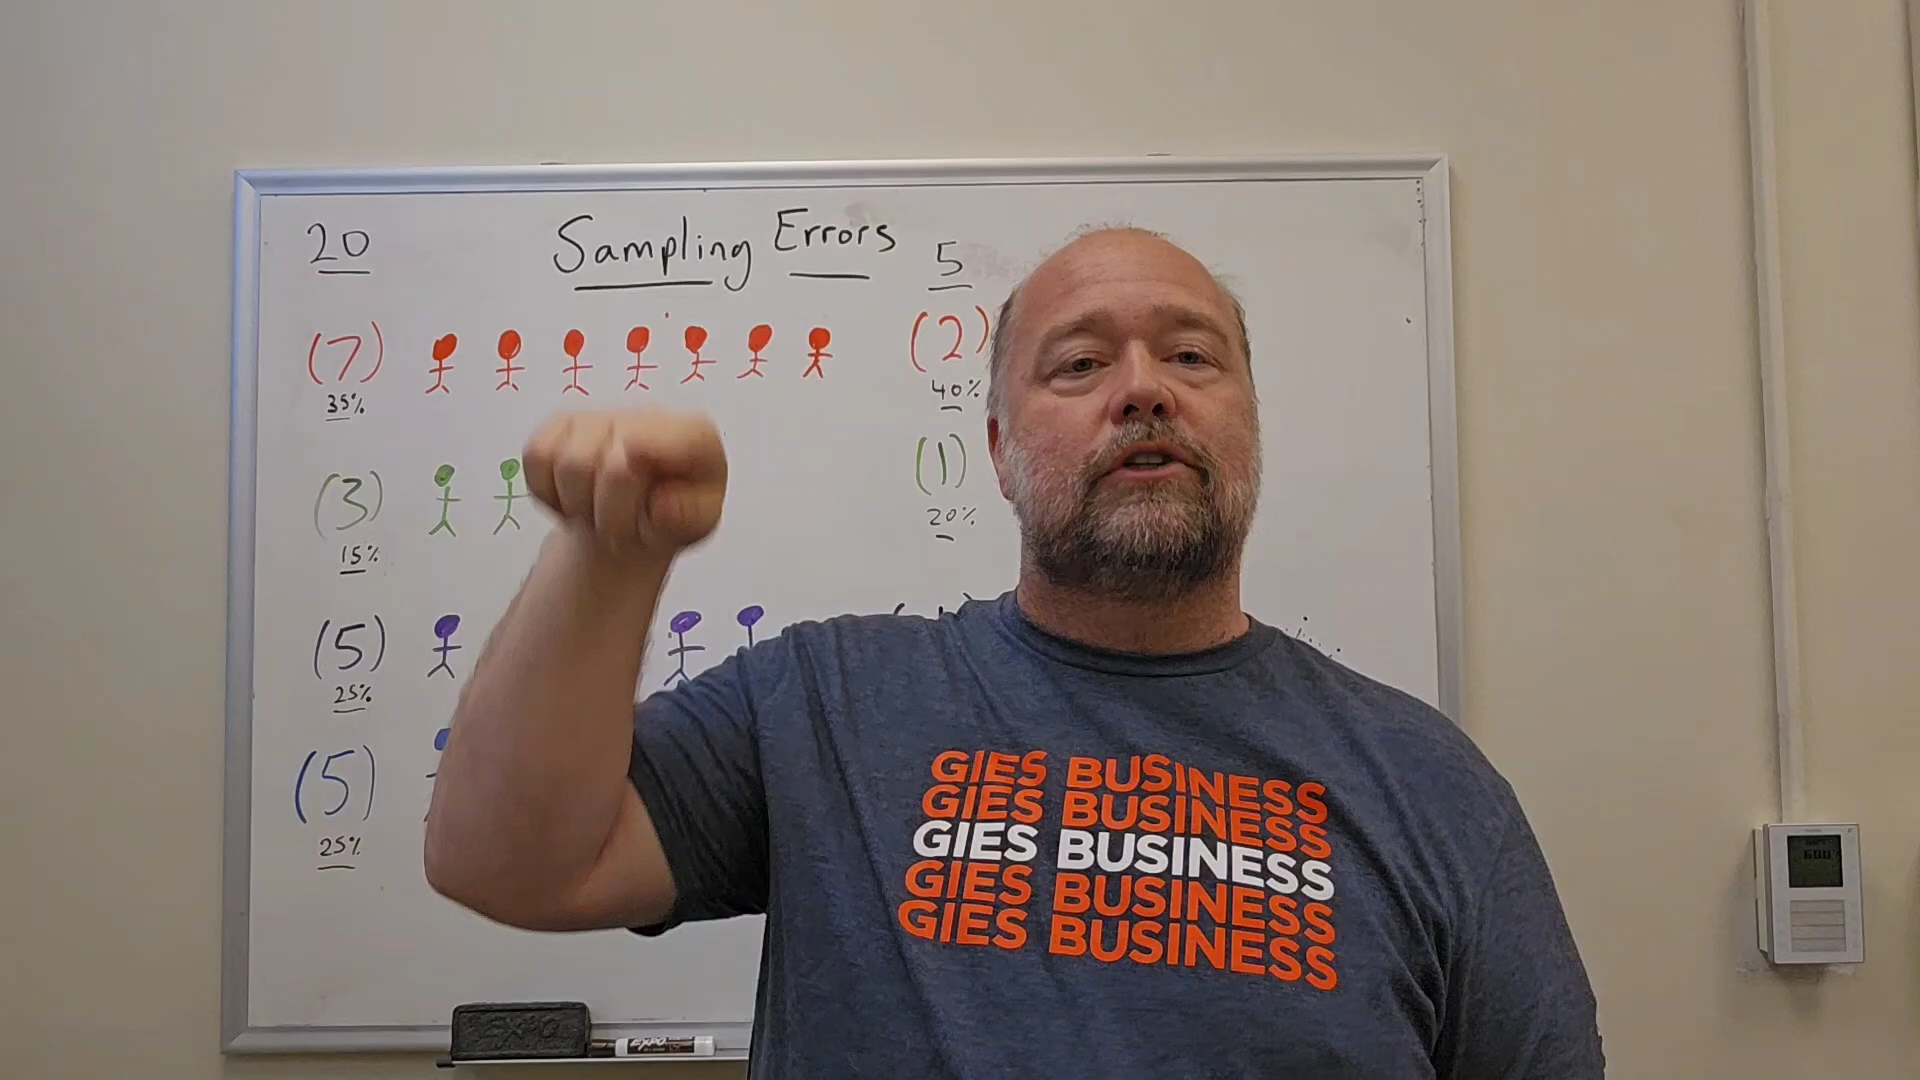 20
Sampling Errors
5
(7)
35%
(2)
40%
(3)
15%
(1)
20%
(5)
25%
(5)
25%
GIES BUSINESS
GIES BUSINESS
GIES BUSINESS
GIES BUSINESS
GIES BUSINESS
EXPO
EXPO